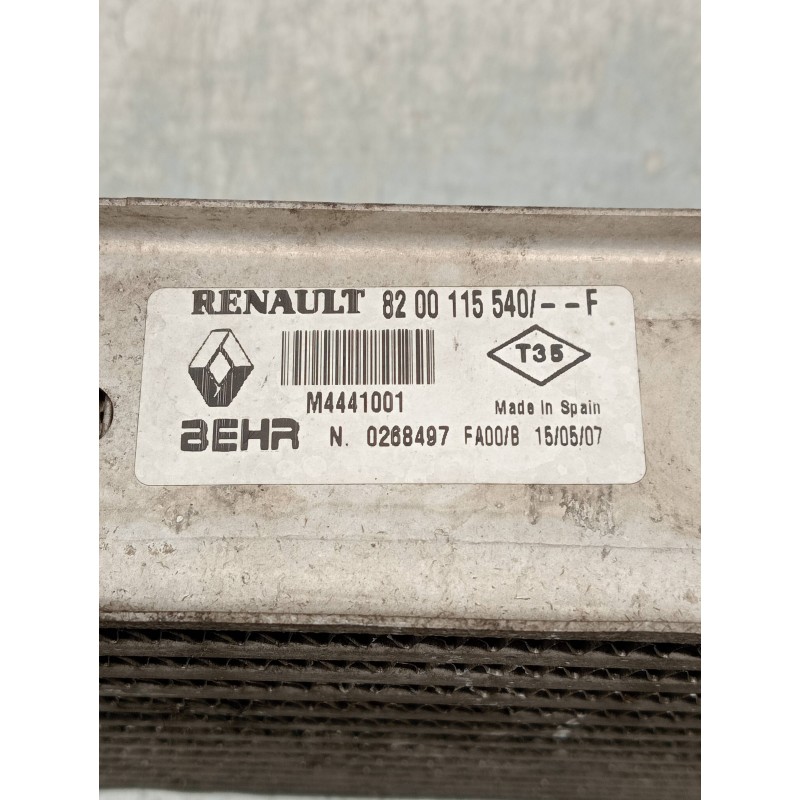 RENAULT 82 00 115 540/--F
T35
M4441001
Made In Spain
BEHR N. 0268497 FA00/B 15/05/07